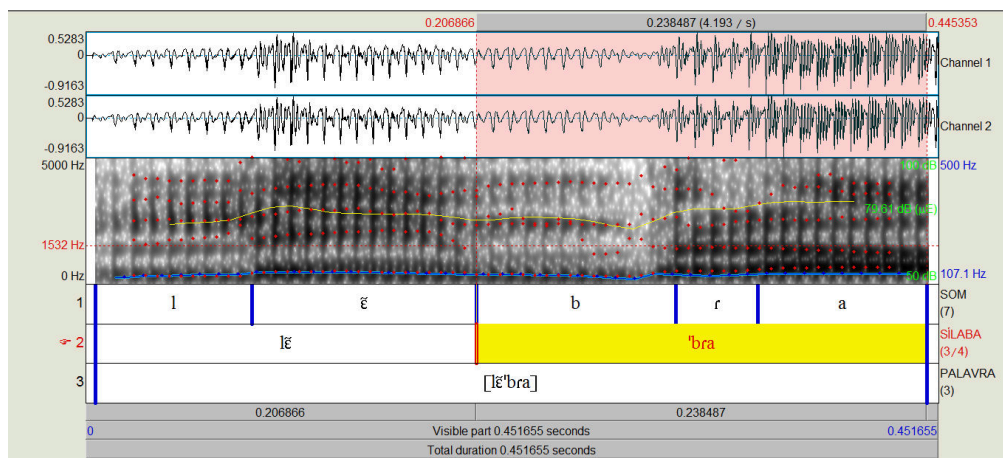 0.206866 0.238487 (4.193 / s) 0.445353
0.5283
0
-0.9163
Channel 1
0.5283
0
-0.9163
Channel 2
5000 Hz 500 Hz
79.61 dB (µE)
1532 Hz
0 Hz 50 dB 107.1 Hz
1 l ɛ̃ b ɾ a SOM
(7)
2 lɛ̃ ˈbɾa SÍLABA
(3/4)
3 [lɛ̃ˈbɾa] PALAVRA
(3)
0.206866 0.238487
0 Visible part 0.451655 seconds 0.451655
Total duration 0.451655 seconds